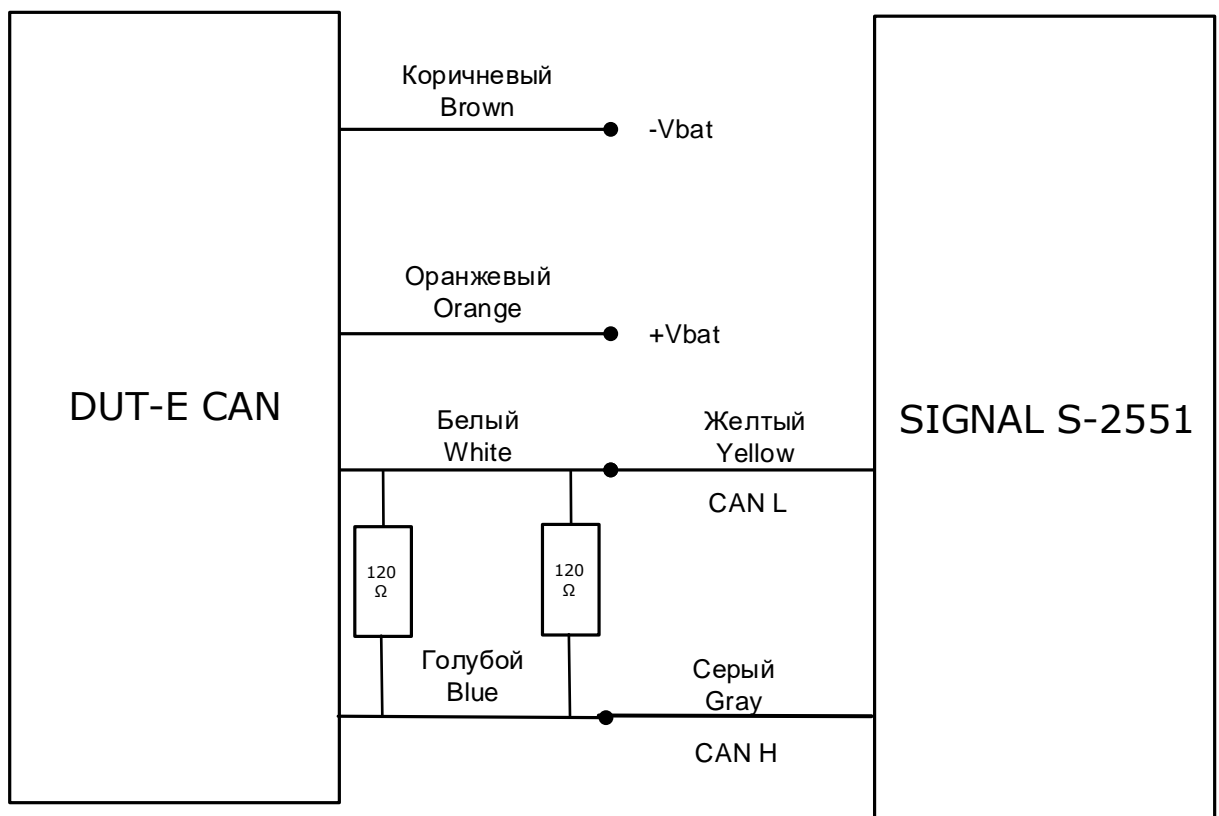 Коричневый
Brown
-Vbat
Оранжевый
Orange
+Vbat
DUT-E CAN
SIGNAL S-2551
Белый
White
Желтый
Yellow
CAN L
120
Ω
120
Ω
Голубой
Blue
Серый
Gray
CAN H